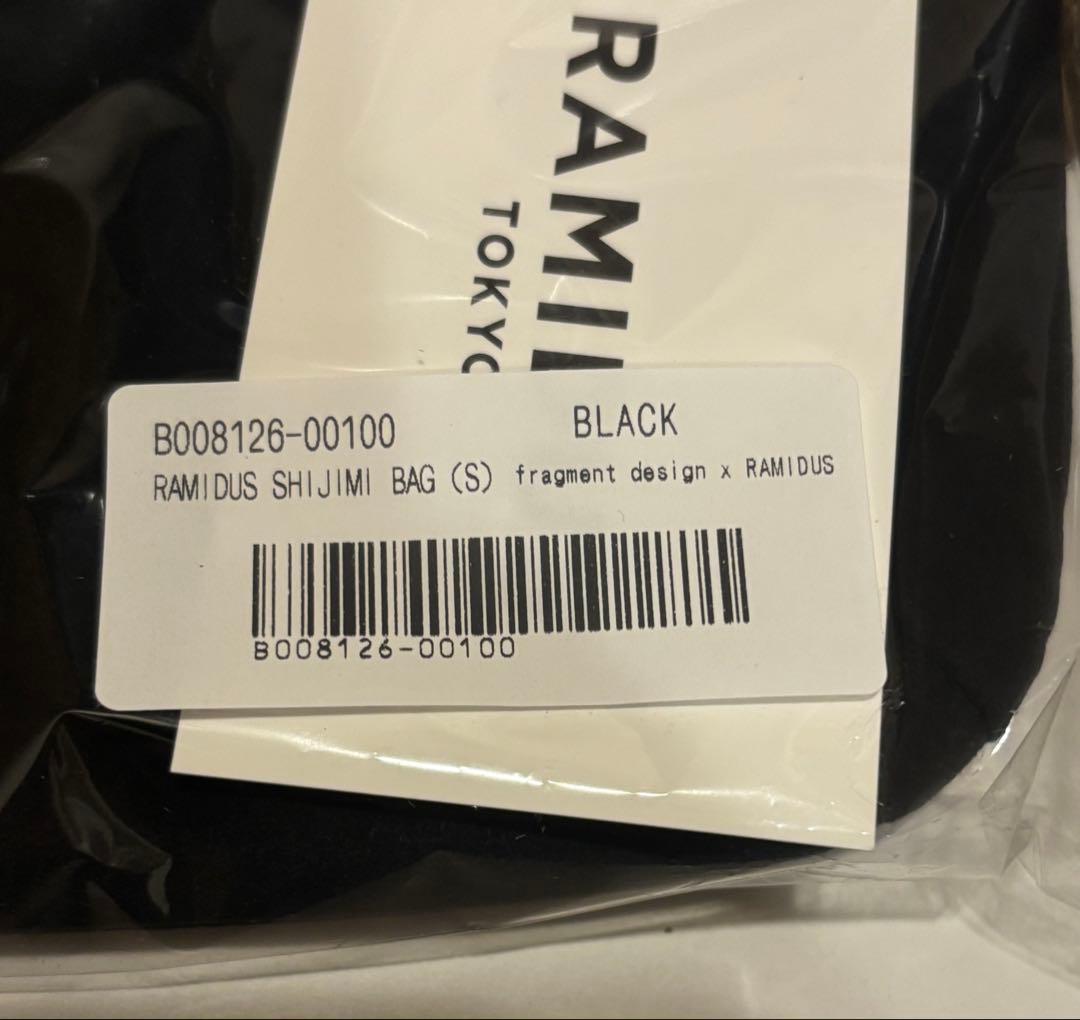 RAMI
TOKYO
B008126-00100 BLACK
RAMIDUS SHIJIMI BAG (S) fragment design x RAMIDUS
B008126-00100